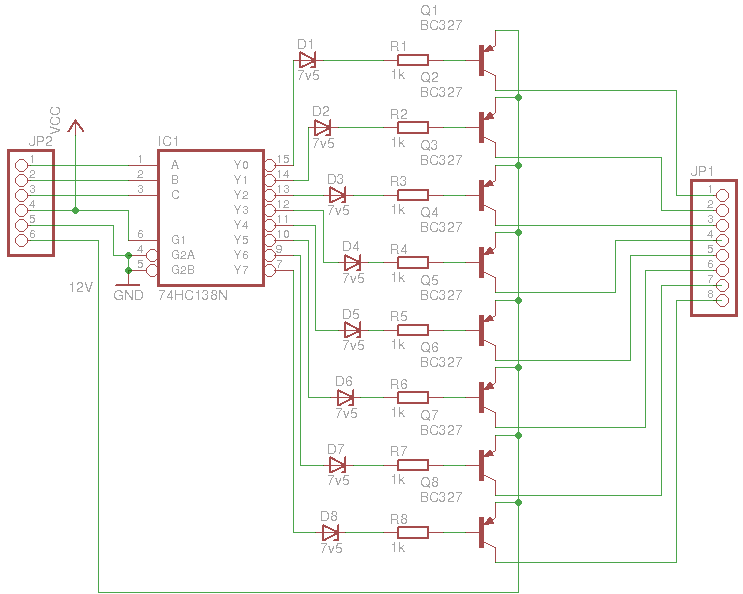 Q1
BC327
D1
7v5
R1
1k
Q2
BC327
D2
7v5
R2
1k
Q3
BC327
VCC
JP2
1
2
3
4
5
6
12V
GND
IC1
1
2
3
6
4
5
A
B
C
G1
G2A
G2B
Y0
Y1
Y2
Y3
Y4
Y5
Y6
Y7
15
14
13
12
11
10
9
7
74HC138N
D3
7v5
R3
1k
Q4
BC327
JP1
1
2
3
4
5
6
7
8
D4
7v5
R4
1k
Q5
BC327
D5
7v5
R5
1k
Q6
BC327
D6
7v5
R6
1k
Q7
BC327
D7
7v5
R7
1k
Q8
BC327
D8
7v5
R8
1k